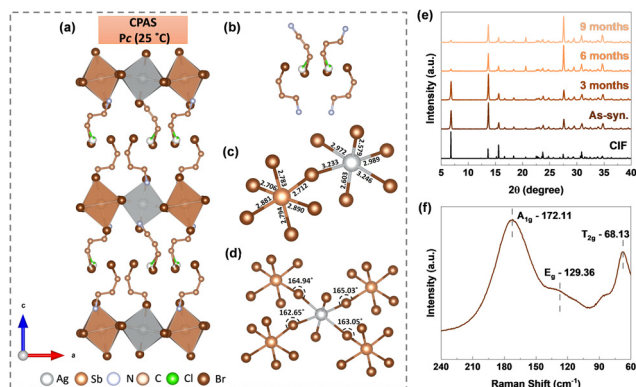 (a)
CPAS
Pc (25 °C)
(b)
(c)
2.783
2.706
2.712
2.881
2.890
2.794
3.233
2.972
2.579
2.989
3.246
2.603
(d)
164.94°
165.03°
162.65°
163.05°
c
a
Ag Sb N C Cl Br
(e)
Intensity (a.u.)
9 months
6 months
3 months
As-syn.
CIF
5 10 15 20 25 30 35 40
2θ (degree)
(f)
Intensity (a.u.)
A1g - 172.11
T2g - 68.13
Eg - 129.36
240 210 180 150 120 90 60
Raman Shift (cm-1)